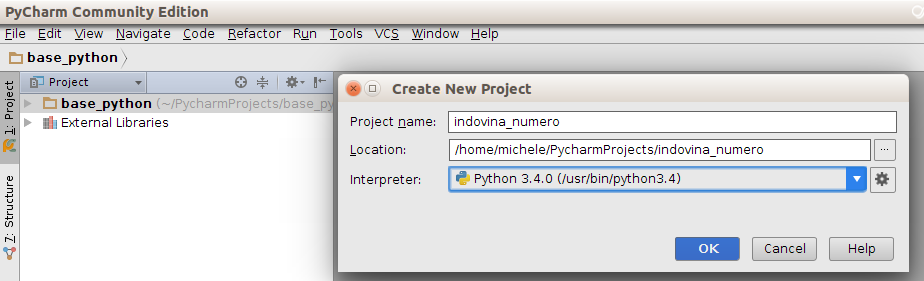 PyCharm Community Edition
File Edit View Navigate Code Refactor Run Tools VCS Window Help
base_python
Project
base_python (~/PycharmProjects/base_py
External Libraries
1: Project
7: Structure
Create New Project
Project name: indovina_numero
Location: /home/michele/PycharmProjects/indovina_numero ...
Interpreter: Python 3.4.0 (/usr/bin/python3.4)
OK Cancel Help